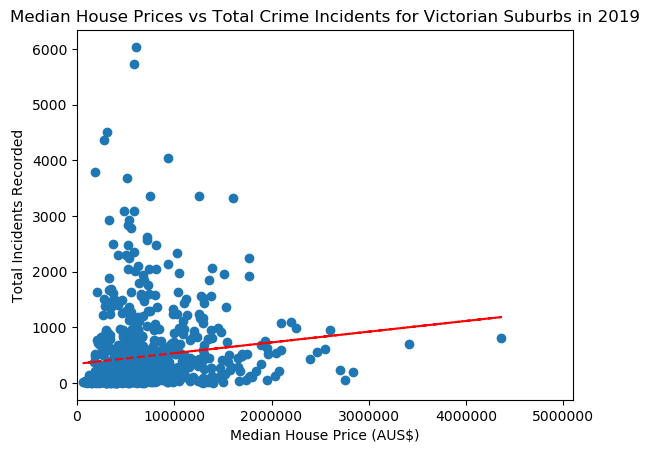 Median House Prices vs Total Crime Incidents for Victorian Suburbs in 2019
Total Incidents Recorded
6000
5000
4000
3000
2000
1000
0
0 1000000 2000000 3000000 4000000 5000000
Median House Price (AUS$)